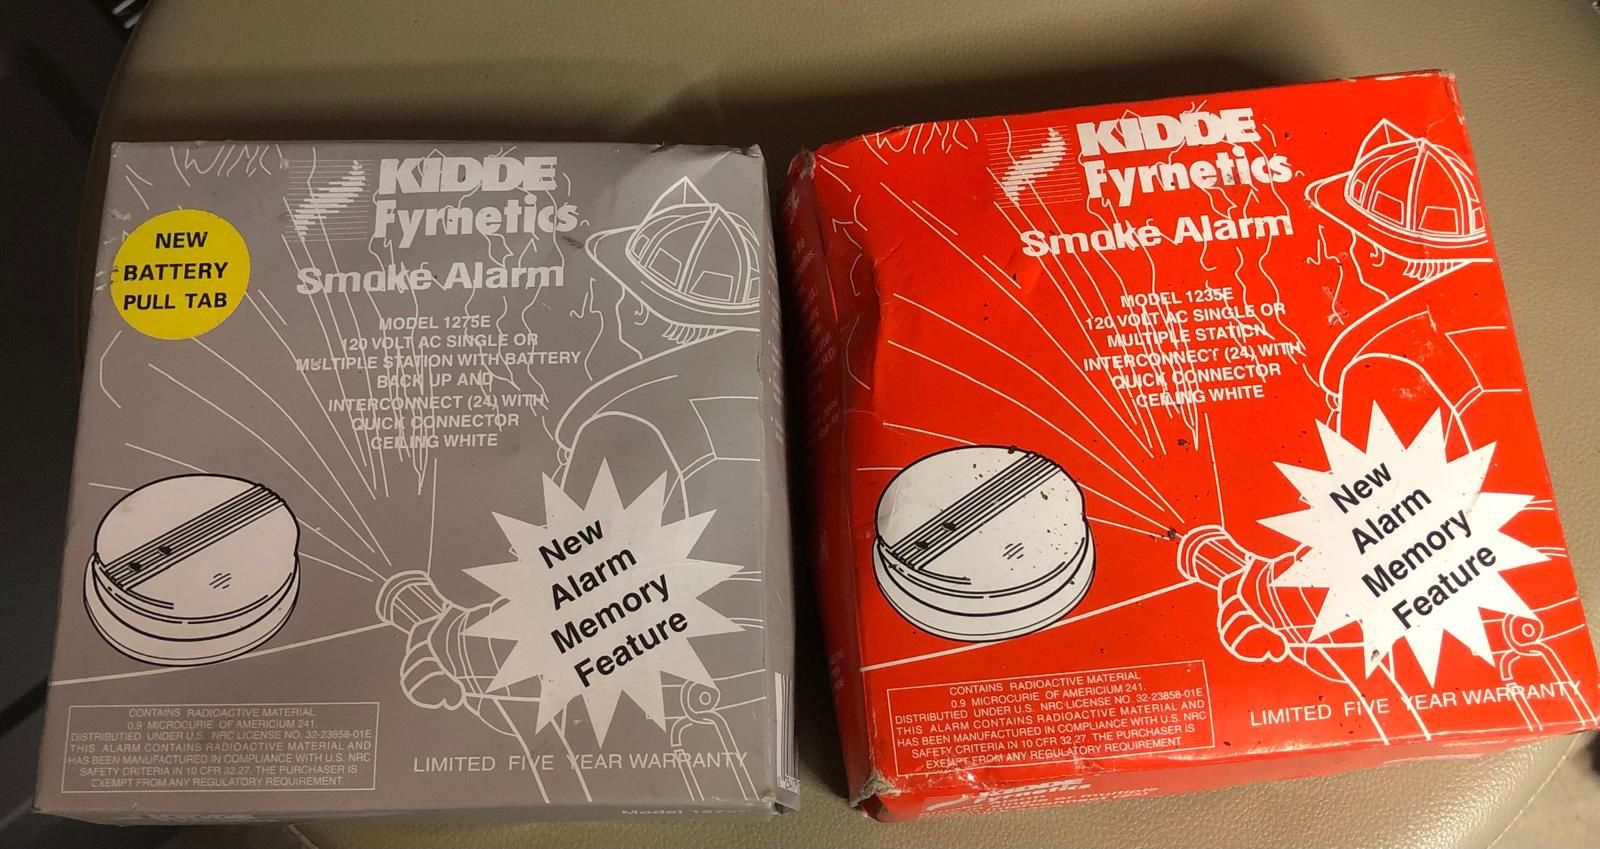 KIDDE
Fyrnetics
Smoke Alarm
NEW
BATTERY
PULL TAB
MODEL 1275E
120 VOLT AC SINGLE OR
MULTIPLE STATION WITH BATTERY
BACK UP AND
INTERCONNECT (24) WITH
QUICK CONNECTOR
CEILING WHITE
New
Alarm
Memory
Feature
CONTAINS RADIOACTIVE MATERIAL
0.9 MICROCURIE OF AMERICIUM 241.
DISTRIBUTED UNDER U.S. NRC LICENSE NO. 32-23858-01E
THIS ALARM CONTAINS RADIOACTIVE MATERIAL AND
HAS BEEN MANUFACTURED IN COMPLIANCE WITH U.S. NRC
SAFETY CRITERIA IN 10 CFR 32.27. THE PURCHASER IS
EXEMPT FROM ANY REGULATORY REQUIREMENT.
LIMITED FIVE YEAR WARRANTY
KIDDE
Fyrnetics
Smoke Alarm
MODEL 1235E
120 VOLT AC SINGLE OR
MULTIPLE STATION
INTERCONNECT (24) WITH
QUICK CONNECTOR
CEILING WHITE
New
Alarm
Memory
Feature
CONTAINS RADIOACTIVE MATERIAL
0.9 MICROCURIE OF AMERICIUM 241.
DISTRIBUTED UNDER U.S. NRC LICENSE NO. 32-23858-01E
THIS ALARM CONTAINS RADIOACTIVE MATERIAL AND
HAS BEEN MANUFACTURED IN COMPLIANCE WITH U.S. NRC
SAFETY CRITERIA IN 10 CFR 32.27. THE PURCHASER IS
EXEMPT FROM ANY REGULATORY REQUIREMENT.
LIMITED FIVE YEAR WARRANTY
KIDDE
Fyrnetics